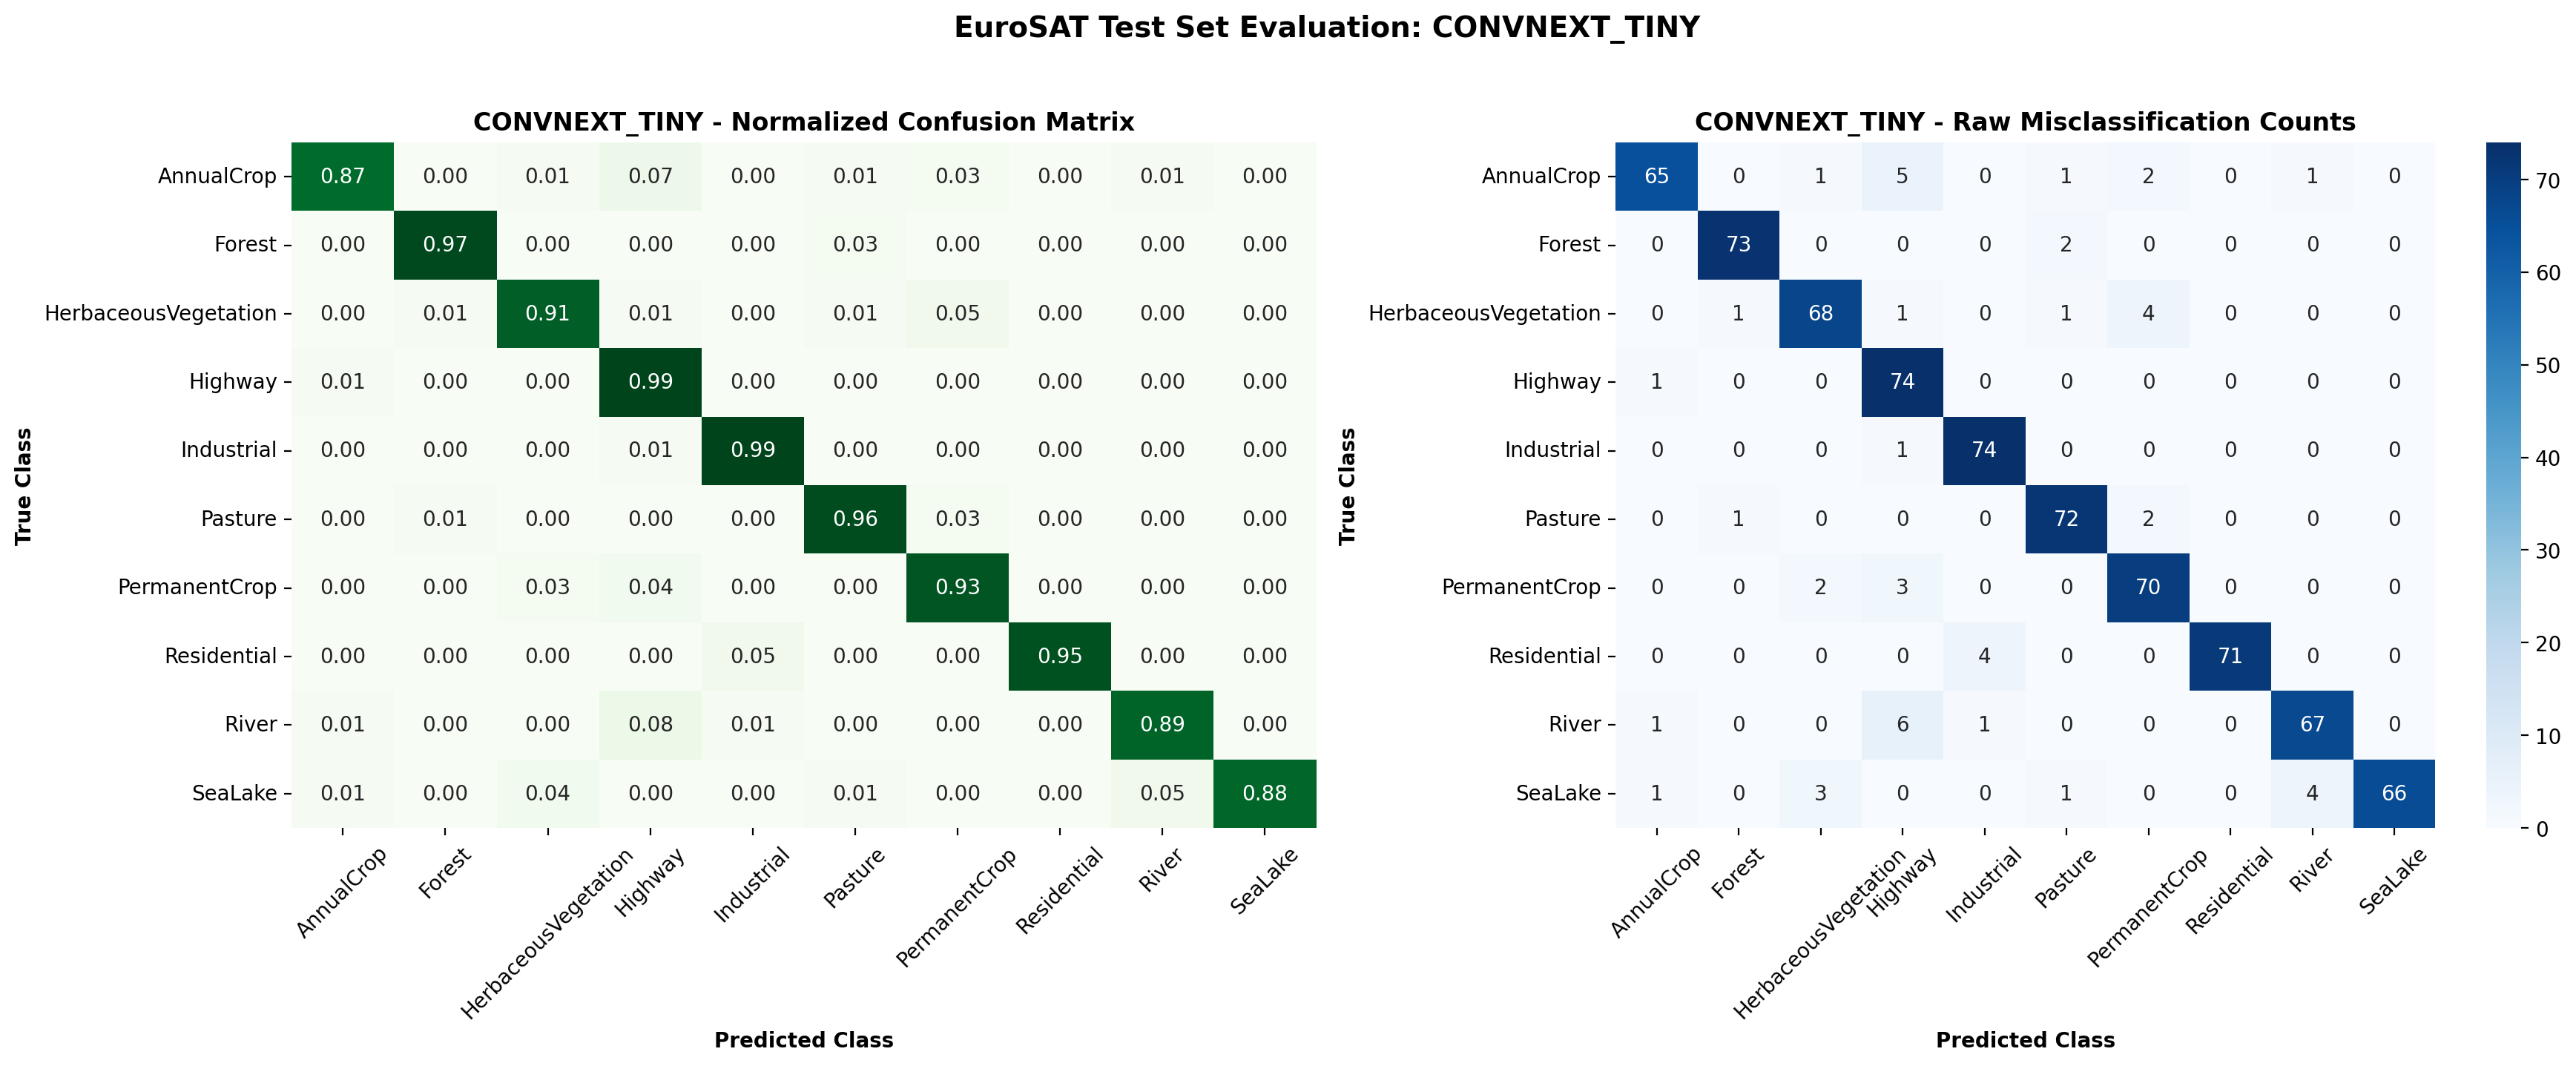 EuroSAT Test Set Evaluation: CONVNEXT_TINY
CONVNEXT_TINY - Normalized Confusion Matrix
True Class
AnnualCrop 0.87 0.00 0.01 0.07 0.00 0.01 0.03 0.00 0.01 0.00
Forest 0.00 0.97 0.00 0.00 0.00 0.03 0.00 0.00 0.00 0.00
HerbaceousVegetation 0.00 0.01 0.91 0.01 0.00 0.01 0.05 0.00 0.00 0.00
Highway 0.01 0.00 0.00 0.99 0.00 0.00 0.00 0.00 0.00 0.00
Industrial 0.00 0.00 0.00 0.01 0.99 0.00 0.00 0.00 0.00 0.00
Pasture 0.00 0.01 0.00 0.00 0.00 0.96 0.03 0.00 0.00 0.00
PermanentCrop 0.00 0.00 0.03 0.04 0.00 0.00 0.93 0.00 0.00 0.00
Residential 0.00 0.00 0.00 0.00 0.05 0.00 0.00 0.95 0.00 0.00
River 0.01 0.00 0.00 0.08 0.01 0.00 0.00 0.00 0.89 0.00
SeaLake 0.01 0.00 0.04 0.00 0.00 0.01 0.00 0.00 0.05 0.88
AnnualCrop Forest HerbaceousVegetation Highway Industrial Pasture PermanentCrop Residential River SeaLake
Predicted Class
CONVNEXT_TINY - Raw Misclassification Counts
True Class
AnnualCrop 65 0 1 5 0 1 2 0 1 0
Forest 0 73 0 0 0 2 0 0 0 0
HerbaceousVegetation 0 1 68 1 0 1 4 0 0 0
Highway 1 0 0 74 0 0 0 0 0 0
Industrial 0 0 0 1 74 0 0 0 0 0
Pasture 0 1 0 0 0 72 2 0 0 0
PermanentCrop 0 0 2 3 0 0 70 0 0 0
Residential 0 0 0 0 4 0 0 71 0 0
River 1 0 0 6 1 0 0 0 67 0
SeaLake 1 0 3 0 0 1 0 0 4 66
AnnualCrop Forest HerbaceousVegetation Highway Industrial Pasture PermanentCrop Residential River SeaLake
Predicted Class
70
60
50
40
30
20
10
0